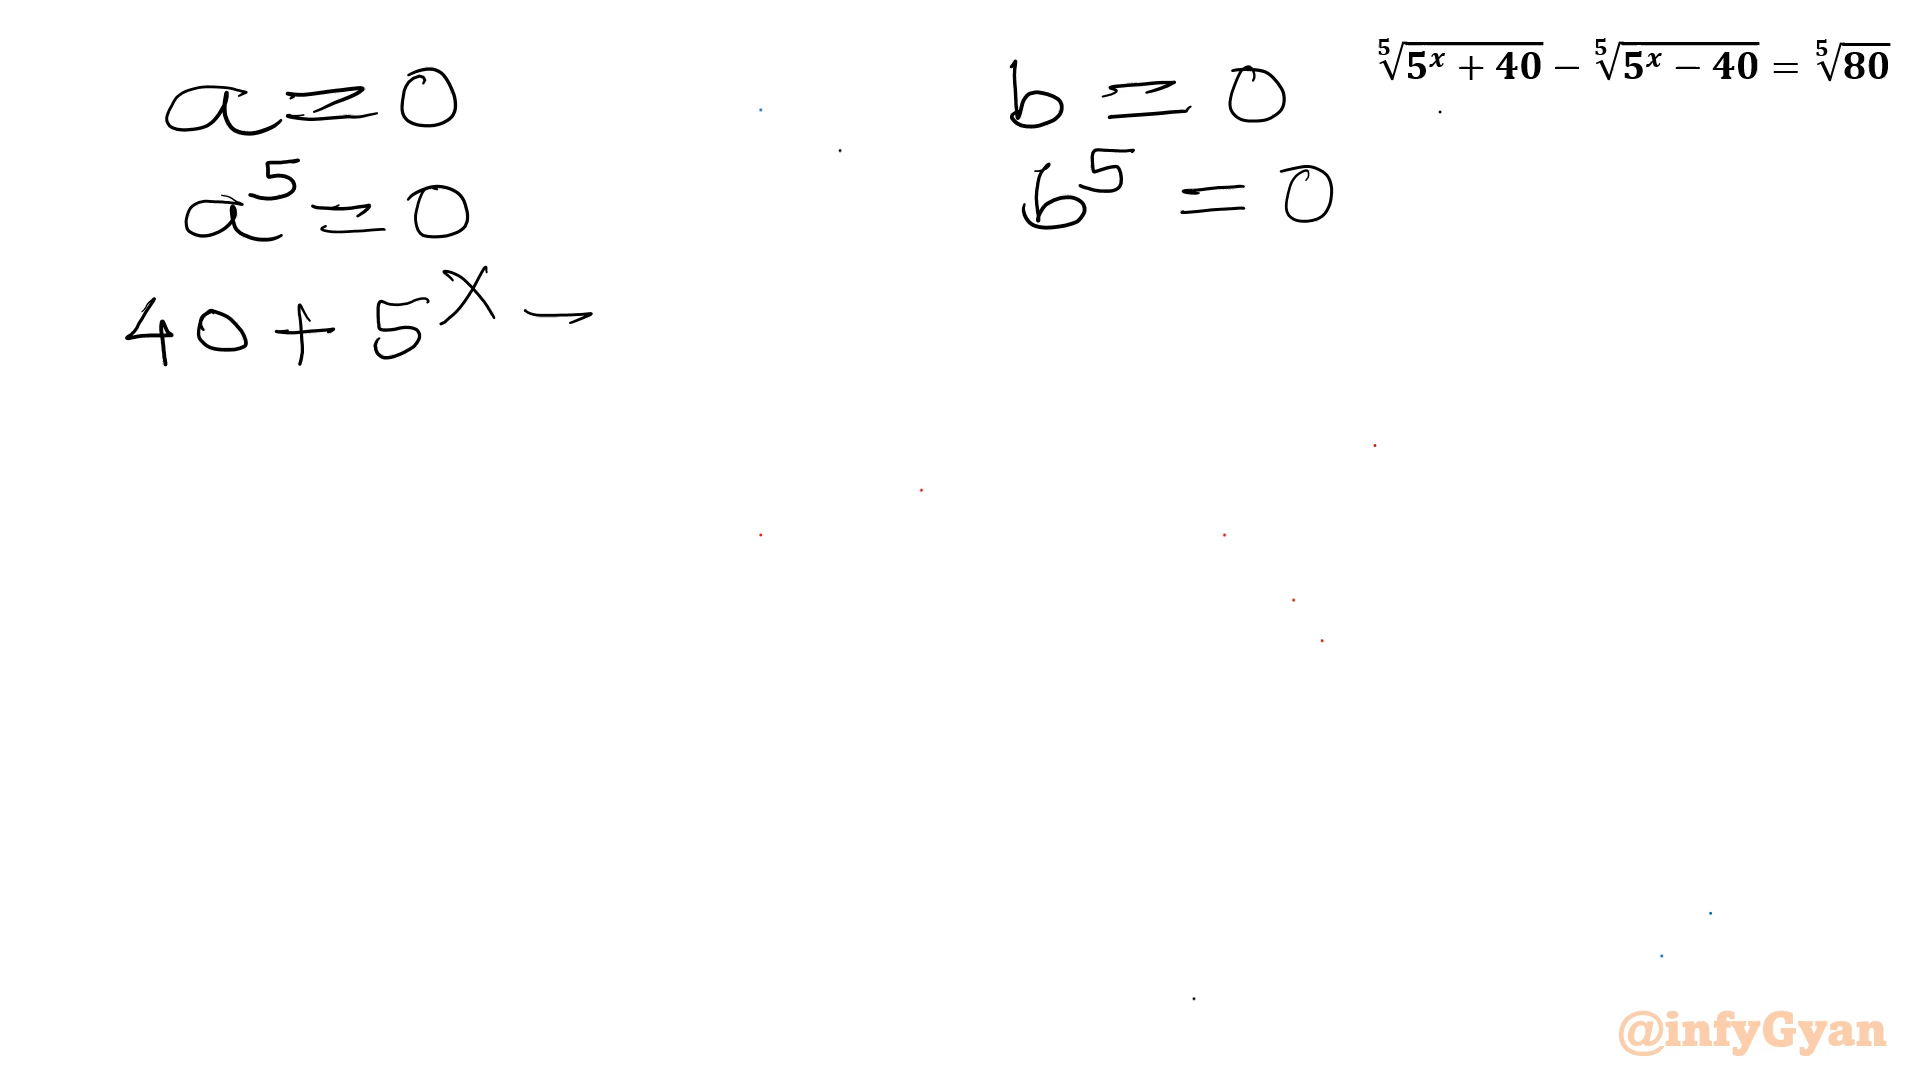 ⁵√(5ˣ + 40) − ⁵√(5ˣ − 40) = ⁵√80
a = 0
a⁵ = 0
40 + 5ˣ −
b = 0
b⁵ = 0
@infyGyan